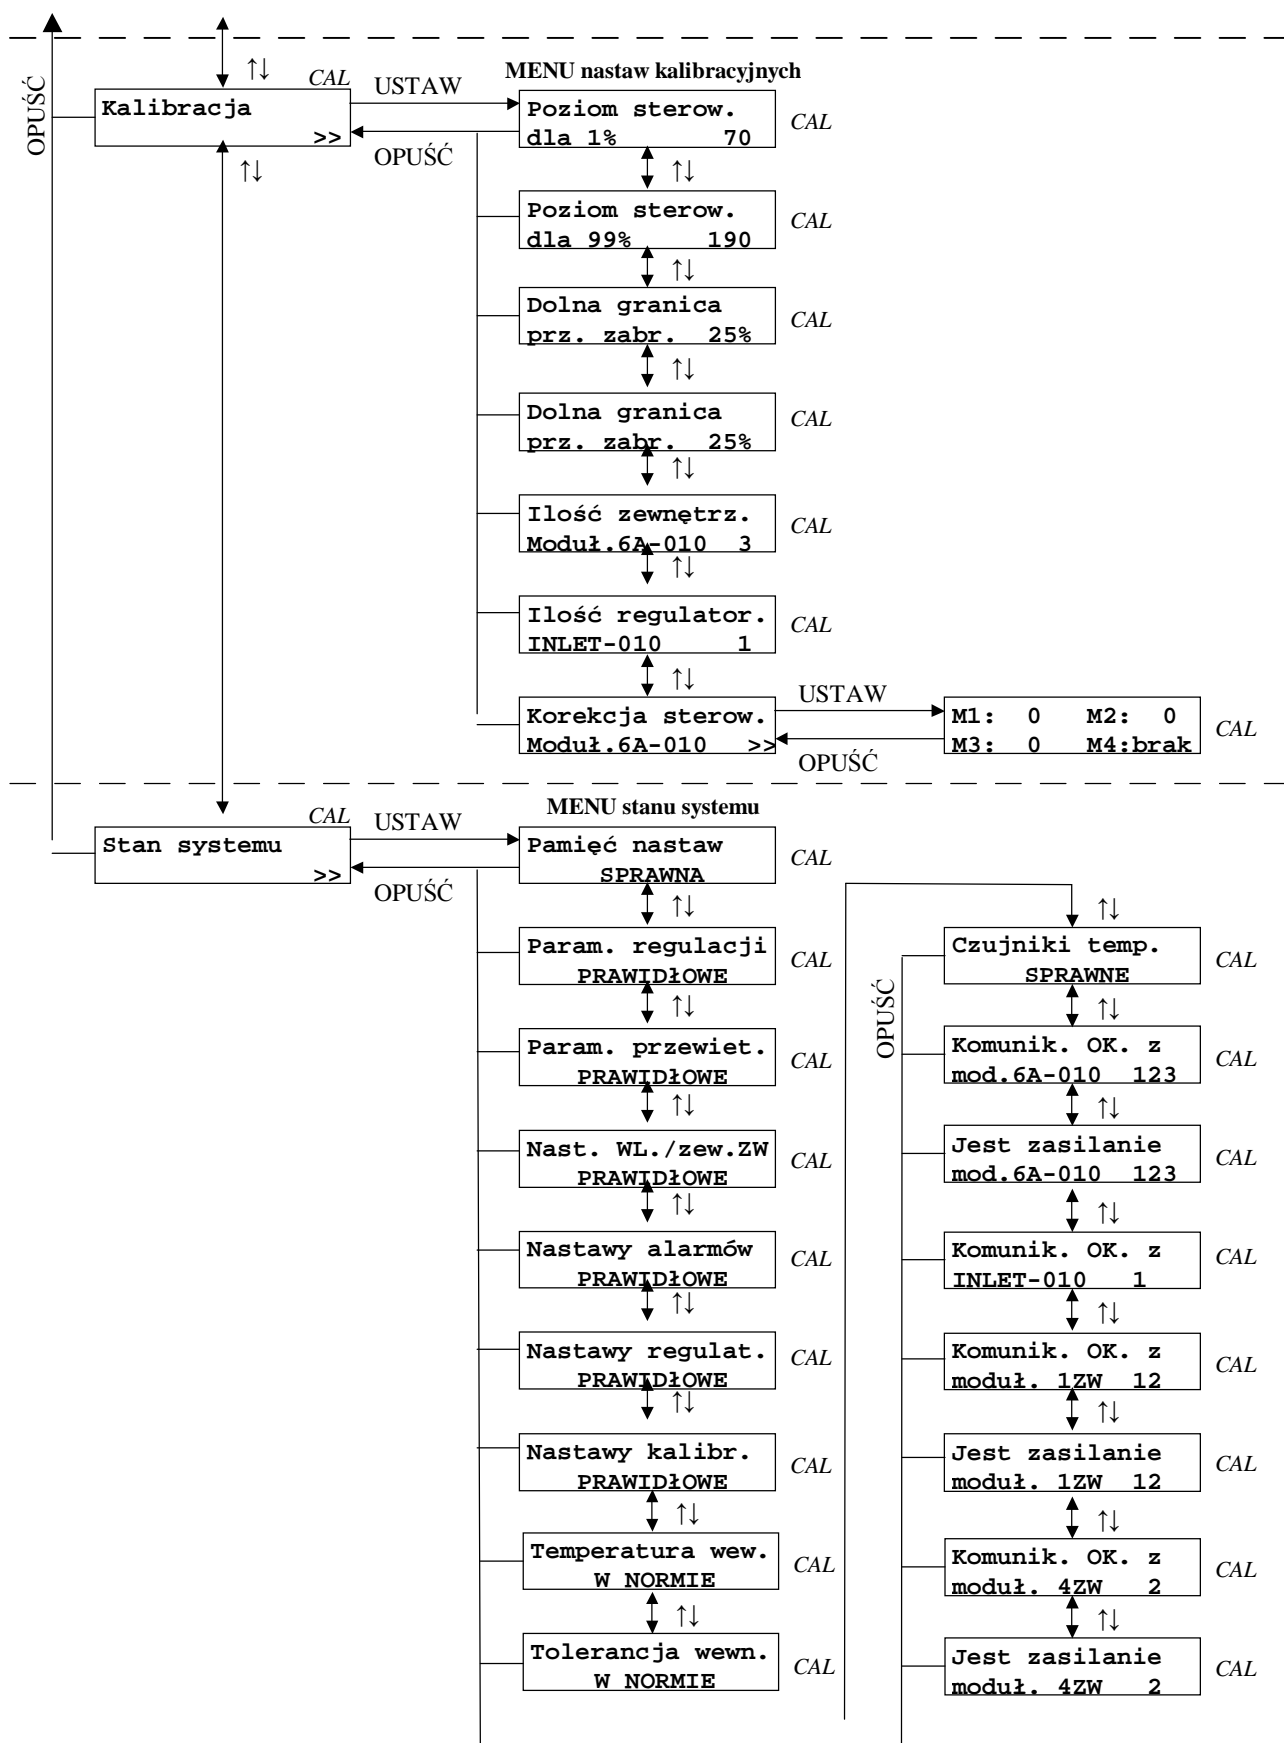 OPUŚĆ
↑↓
CAL
Kalibracja
>>
USTAW
OPUŚĆ
↑↓
MENU nastaw kalibracyjnych
Poziom sterow.
dla 1% 70
CAL
↑↓
Poziom sterow.
dla 99% 190
CAL
↑↓
Dolna granica
prz. zabr. 25%
CAL
↑↓
Dolna granica
prz. zabr. 25%
CAL
↑↓
Ilość zewnętrz.
Moduł.6A-010 3
CAL
↑↓
Ilość regulator.
INLET-010 1
CAL
↑↓
Korekcja sterow.
Moduł.6A-010 >>
USTAW
OPUŚĆ
M1: 0 M2: 0
M3: 0 M4:brak
CAL
CAL
Stan systemu
>>
USTAW
OPUŚĆ
MENU stanu systemu
Pamięć nastaw
SPRAWNA
CAL
↑↓
Param. regulacji
PRAWIDŁOWE
CAL
↑↓
Param. przewiet.
PRAWIDŁOWE
CAL
↑↓
Nast. WL./zew.ZW
PRAWIDŁOWE
CAL
↑↓
Nastawy alarmów
PRAWIDŁOWE
CAL
↑↓
Nastawy regulat.
PRAWIDŁOWE
CAL
↑↓
Nastawy kalibr.
PRAWIDŁOWE
CAL
↑↓
Temperatura wew.
W NORMIE
CAL
↑↓
Tolerancja wewn.
W NORMIE
CAL
↑↓
OPUŚĆ
Czujniki temp.
SPRAWNE
CAL
↑↓
Komunik. OK. z
mod.6A-010 123
CAL
↑↓
Jest zasilanie
mod.6A-010 123
CAL
↑↓
Komunik. OK. z
INLET-010 1
CAL
↑↓
Komunik. OK. z
moduł. 1ZW 12
CAL
↑↓
Jest zasilanie
moduł. 1ZW 12
CAL
↑↓
Komunik. OK. z
moduł. 4ZW 2
CAL
↑↓
Jest zasilanie
moduł. 4ZW 2
CAL